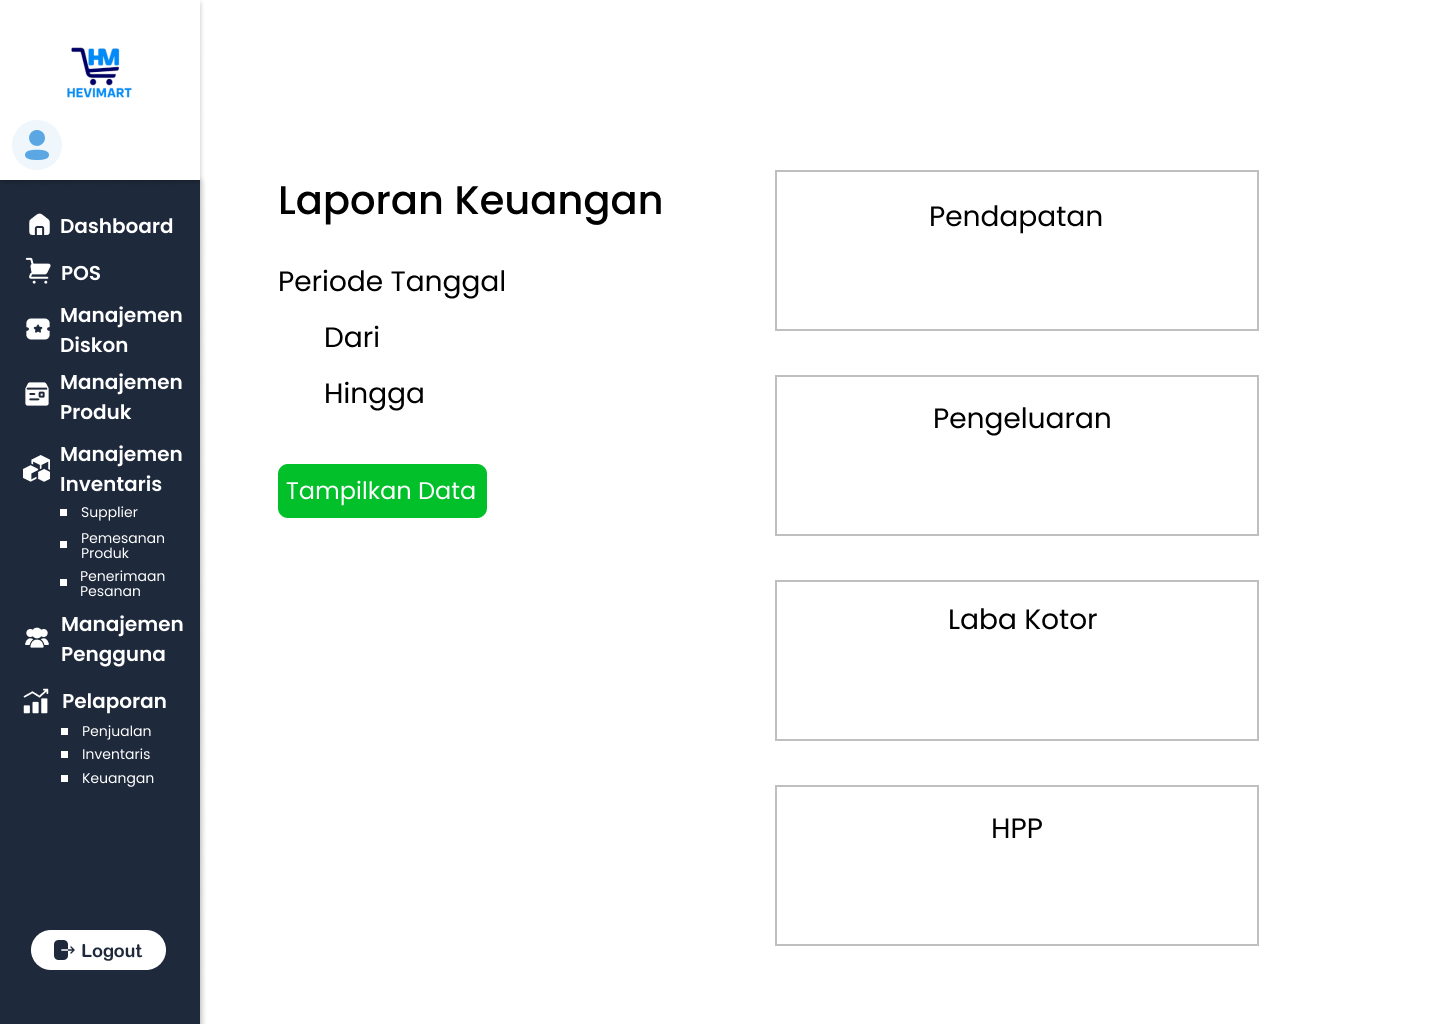 HM
HEVIMART
Dashboard
POS
Manajemen
Diskon
Manajemen
Produk
Manajemen
Inventaris
Supplier
Pemesanan
Produk
Penerimaan
Pesanan
Manajemen
Pengguna
Pelaporan
Penjualan
Inventaris
Keuangan
Logout
Laporan Keuangan
Periode Tanggal
Dari
Hingga
Tampilkan Data
Pendapatan
Pengeluaran
Laba Kotor
HPP